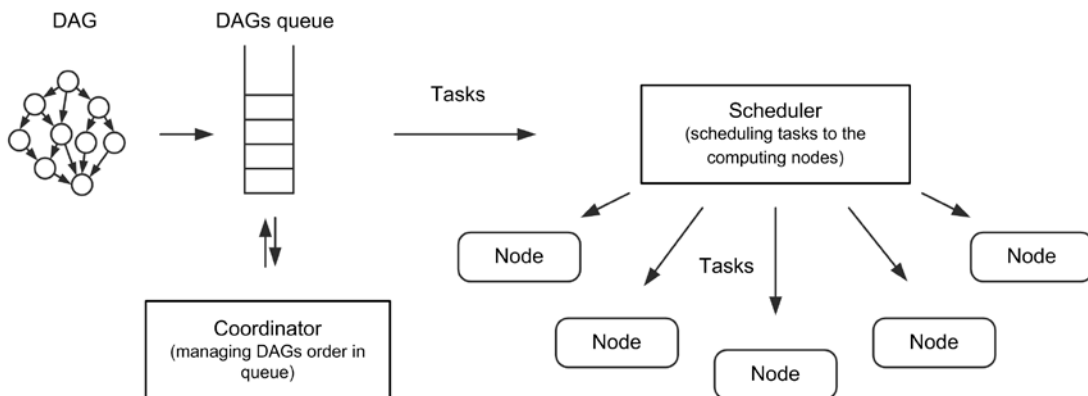 DAG
DAGs queue
Tasks
Scheduler
(scheduling tasks to the
computing nodes)
Node
Node
Tasks
Node
Node
Node
Coordinator
(managing DAGs order in
queue)